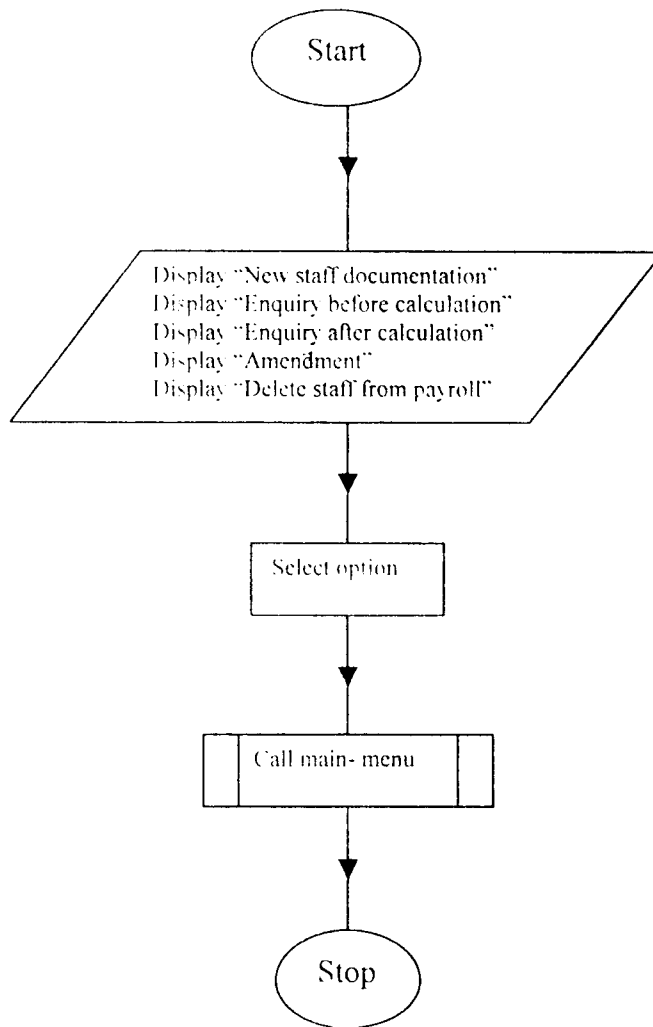 Start
Display “New staff documentation”
Display “Enquiry before calculation”
Display “Enquiry after calculation”
Display “Amendment”
Display “Delete staff from payroll”
Select option
Call main- menu
Stop